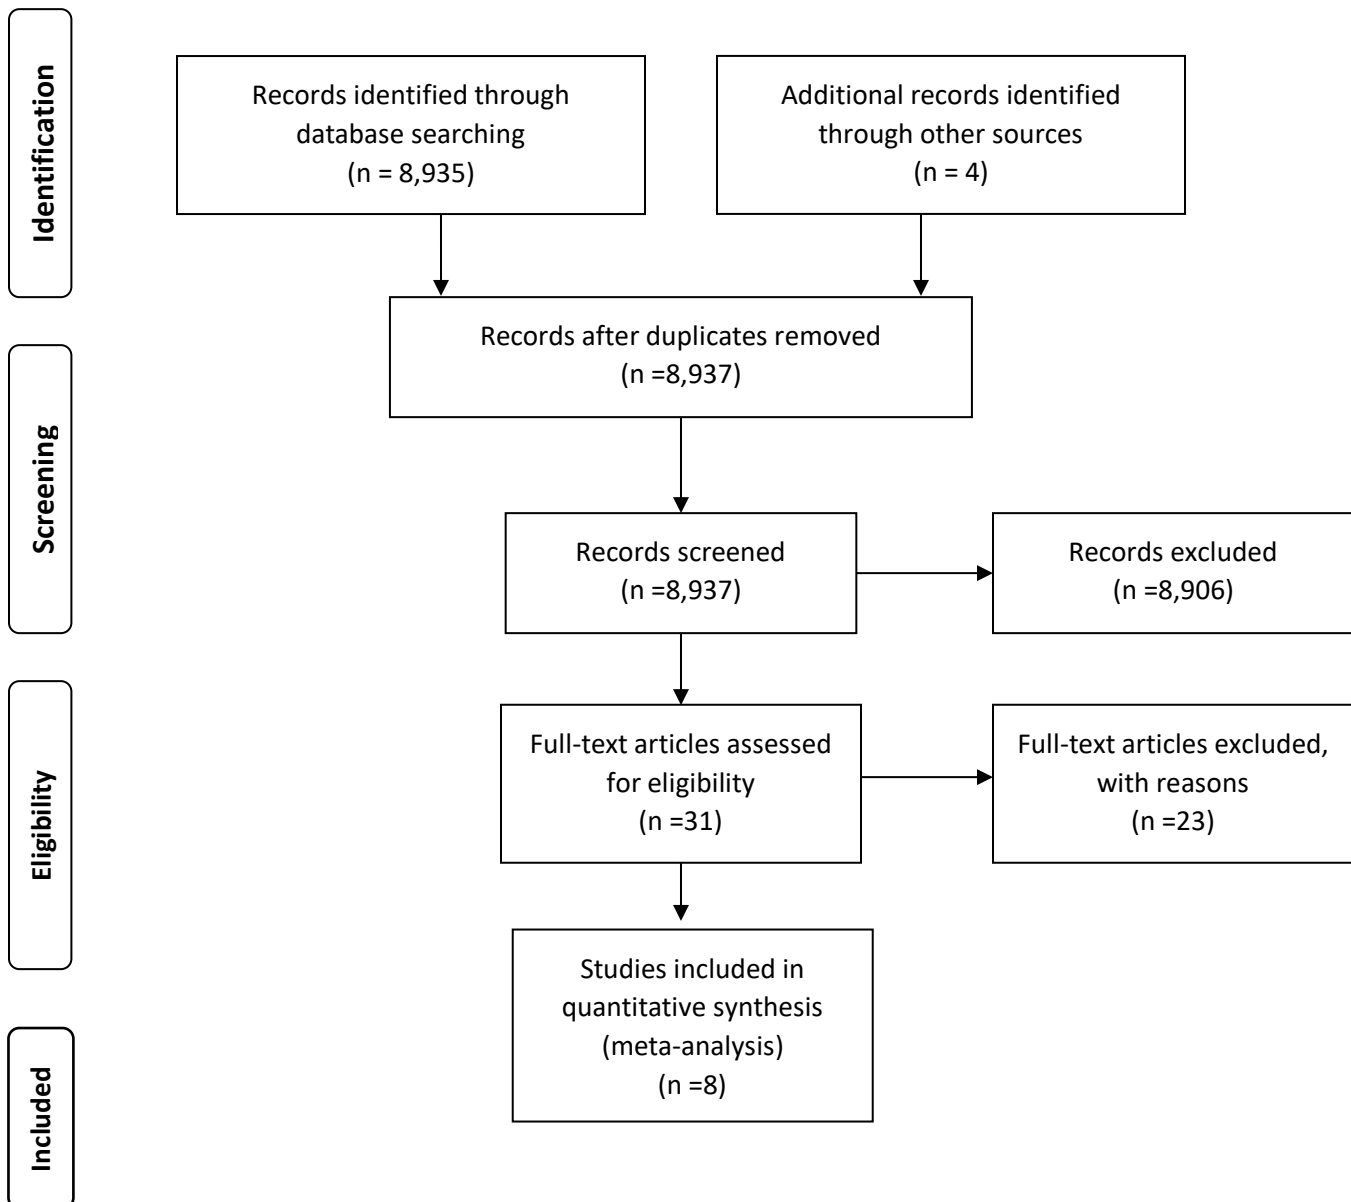 Identification
Records identified through
database searching
(n = 8,935)
Additional records identified
through other sources
(n = 4)
Records after duplicates removed
(n =8,937)
Screening
Records screened
(n =8,937)
Records excluded
(n =8,906)
Eligibility
Full-text articles assessed
for eligibility
(n =31)
Full-text articles excluded,
with reasons
(n =23)
Included
Studies included in
quantitative synthesis
(meta-analysis)
(n =8)